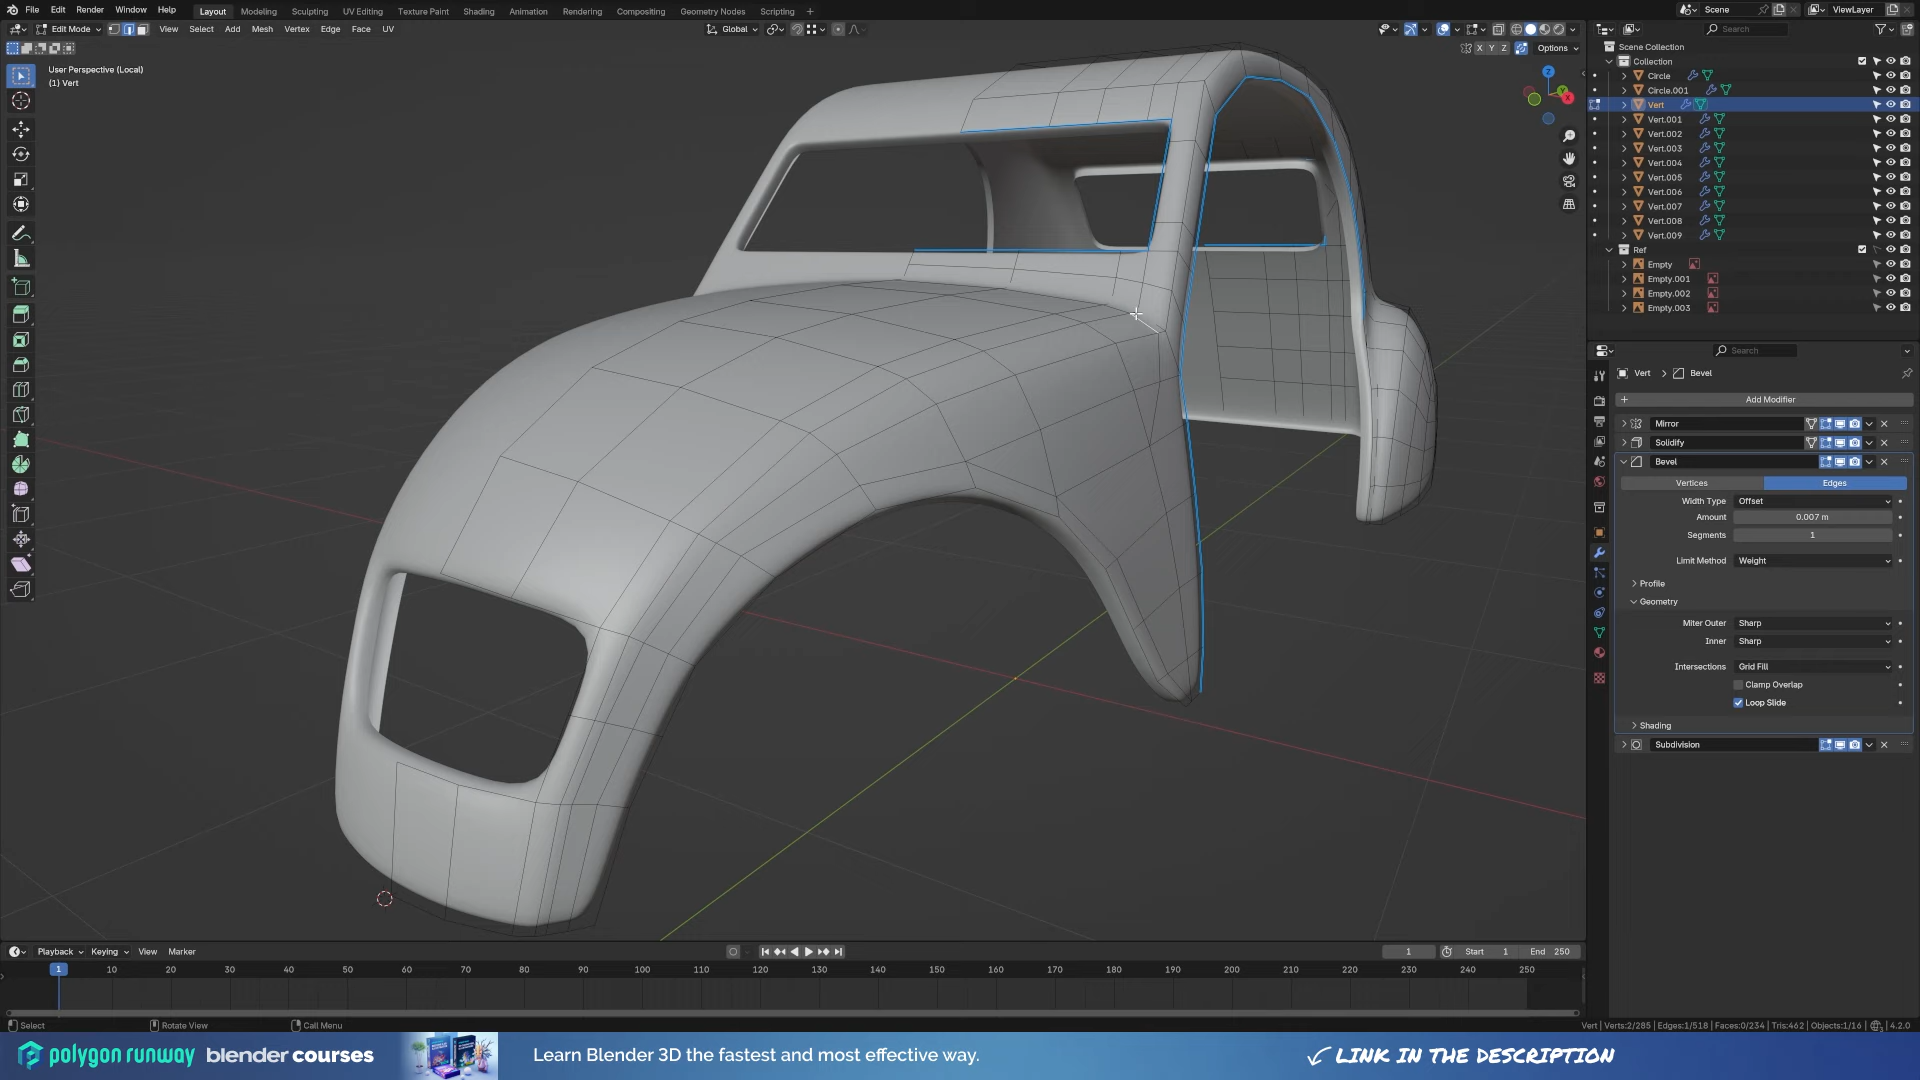 File Edit Render Window Help Layout Modeling Sculpting UV Editing Texture Paint Shading Animation Rendering Compositing Geometry Nodes Scripting + Scene ViewLayer
Edit Mode View Select Add Mesh Vertex Edge Face UV Global Search
X Y Z Options Scene Collection
User Perspective (Local) Collection
(1) Vert Circle
Circle.001
Vert
Vert.001
Vert.002
Vert.003
Vert.004
Vert.005
Vert.006
Vert.007
Vert.008
Vert.009
Ref
Empty
Empty.001
Empty.002
Empty.003
Search
Vert > Bevel
+ Add Modifier
Mirror
Solidify
Bevel
Vertices Edges
Width Type Offset
Amount 0.007 m
Segments 1
Limit Method Weight
Profile
Geometry
Miter Outer Sharp
Inner Sharp
Intersections Grid Fill
Clamp Overlap
Loop Slide
Shading
Subdivision
Playback Keying View Marker 1 Start 1 End 250
1 10 20 30 40 50 60 70 80 90 100 110 120 130 140 150 160 170 180 190 200 210 220 230 240 250
Select Rotate View Call Menu Vert | Verts:2/285 | Edges:1/518 | Faces:0/234 | Tris:462 | Objects:1/16 | 4.2.0
polygon runway blender courses Learn Blender 3D the fastest and most effective way. LINK IN THE DESCRIPTION